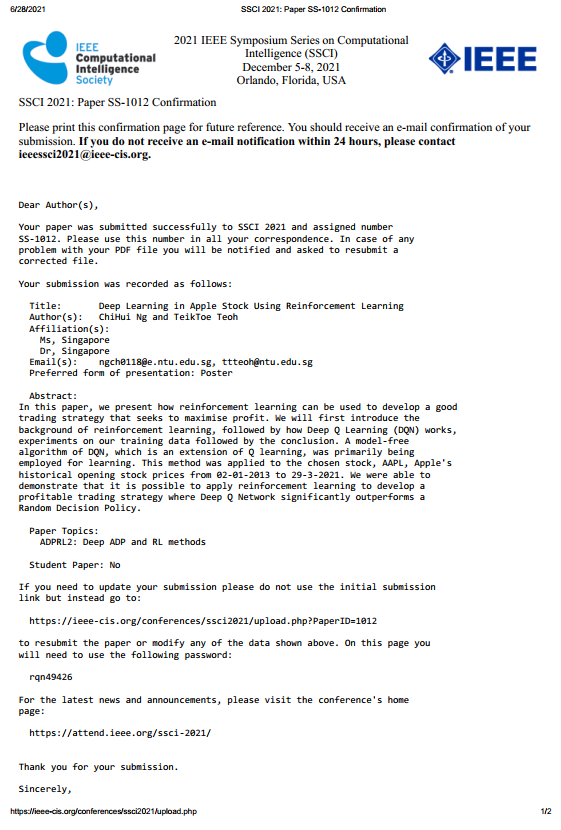 6/28/2021 SSCI 2021: Paper SS-1012 Confirmation
IEEE
Computational
Intelligence
Society
2021 IEEE Symposium Series on Computational
Intelligence (SSCI)
December 5-8, 2021
Orlando, Florida, USA
IEEE
SSCI 2021: Paper SS-1012 Confirmation
Please print this confirmation page for future reference. You should receive an e-mail confirmation of your
submission. If you do not receive an e-mail notification within 24 hours, please contact
ieeessci2021@ieee-cis.org.
Dear Author(s),
Your paper was submitted successfully to SSCI 2021 and assigned number
SS-1012. Please use this number in all your correspondence. In case of any
problem with your PDF file you will be notified and asked to resubmit a
corrected file.
Your submission was recorded as follows:
Title: Deep Learning in Apple Stock Using Reinforcement Learning
Author(s): ChiHui Ng and TeikToe Teoh
Affiliation(s):
Ms, Singapore
Dr, Singapore
Email(s): ngch0118@e.ntu.edu.sg, ttteoh@ntu.edu.sg
Preferred form of presentation: Poster
Abstract:
In this paper, we present how reinforcement learning can be used to develop a good
trading strategy that seeks to maximise profit. We will first introduce the
background of reinforcement learning, followed by how Deep Q Learning (DQN) works,
experiments on our training data followed by the conclusion. A model-free
algorithm of DQN, which is an extension of Q learning, was primarily being
employed for learning. This method was applied to the chosen stock, AAPL, Apple's
historical opening stock prices from 02-01-2013 to 29-3-2021. We were able to
demonstrate that it is possible to apply reinforcement learning to develop a
profitable trading strategy where Deep Q Network significantly outperforms a
Random Decision Policy.
Paper Topics:
ADPRL2: Deep ADP and RL methods
Student Paper: No
If you need to update your submission please do not use the initial submission
link but instead go to:
https://ieee-cis.org/conferences/ssci2021/upload.php?PaperID=1012
to resubmit the paper or modify any of the data shown above. On this page you
will need to use the following password:
rqn49426
For the latest news and announcements, please visit the conference's home
page:
https://attend.ieee.org/ssci-2021/
Thank you for your submission.
Sincerely,
https://ieee-cis.org/conferences/ssci2021/upload.php 1/2